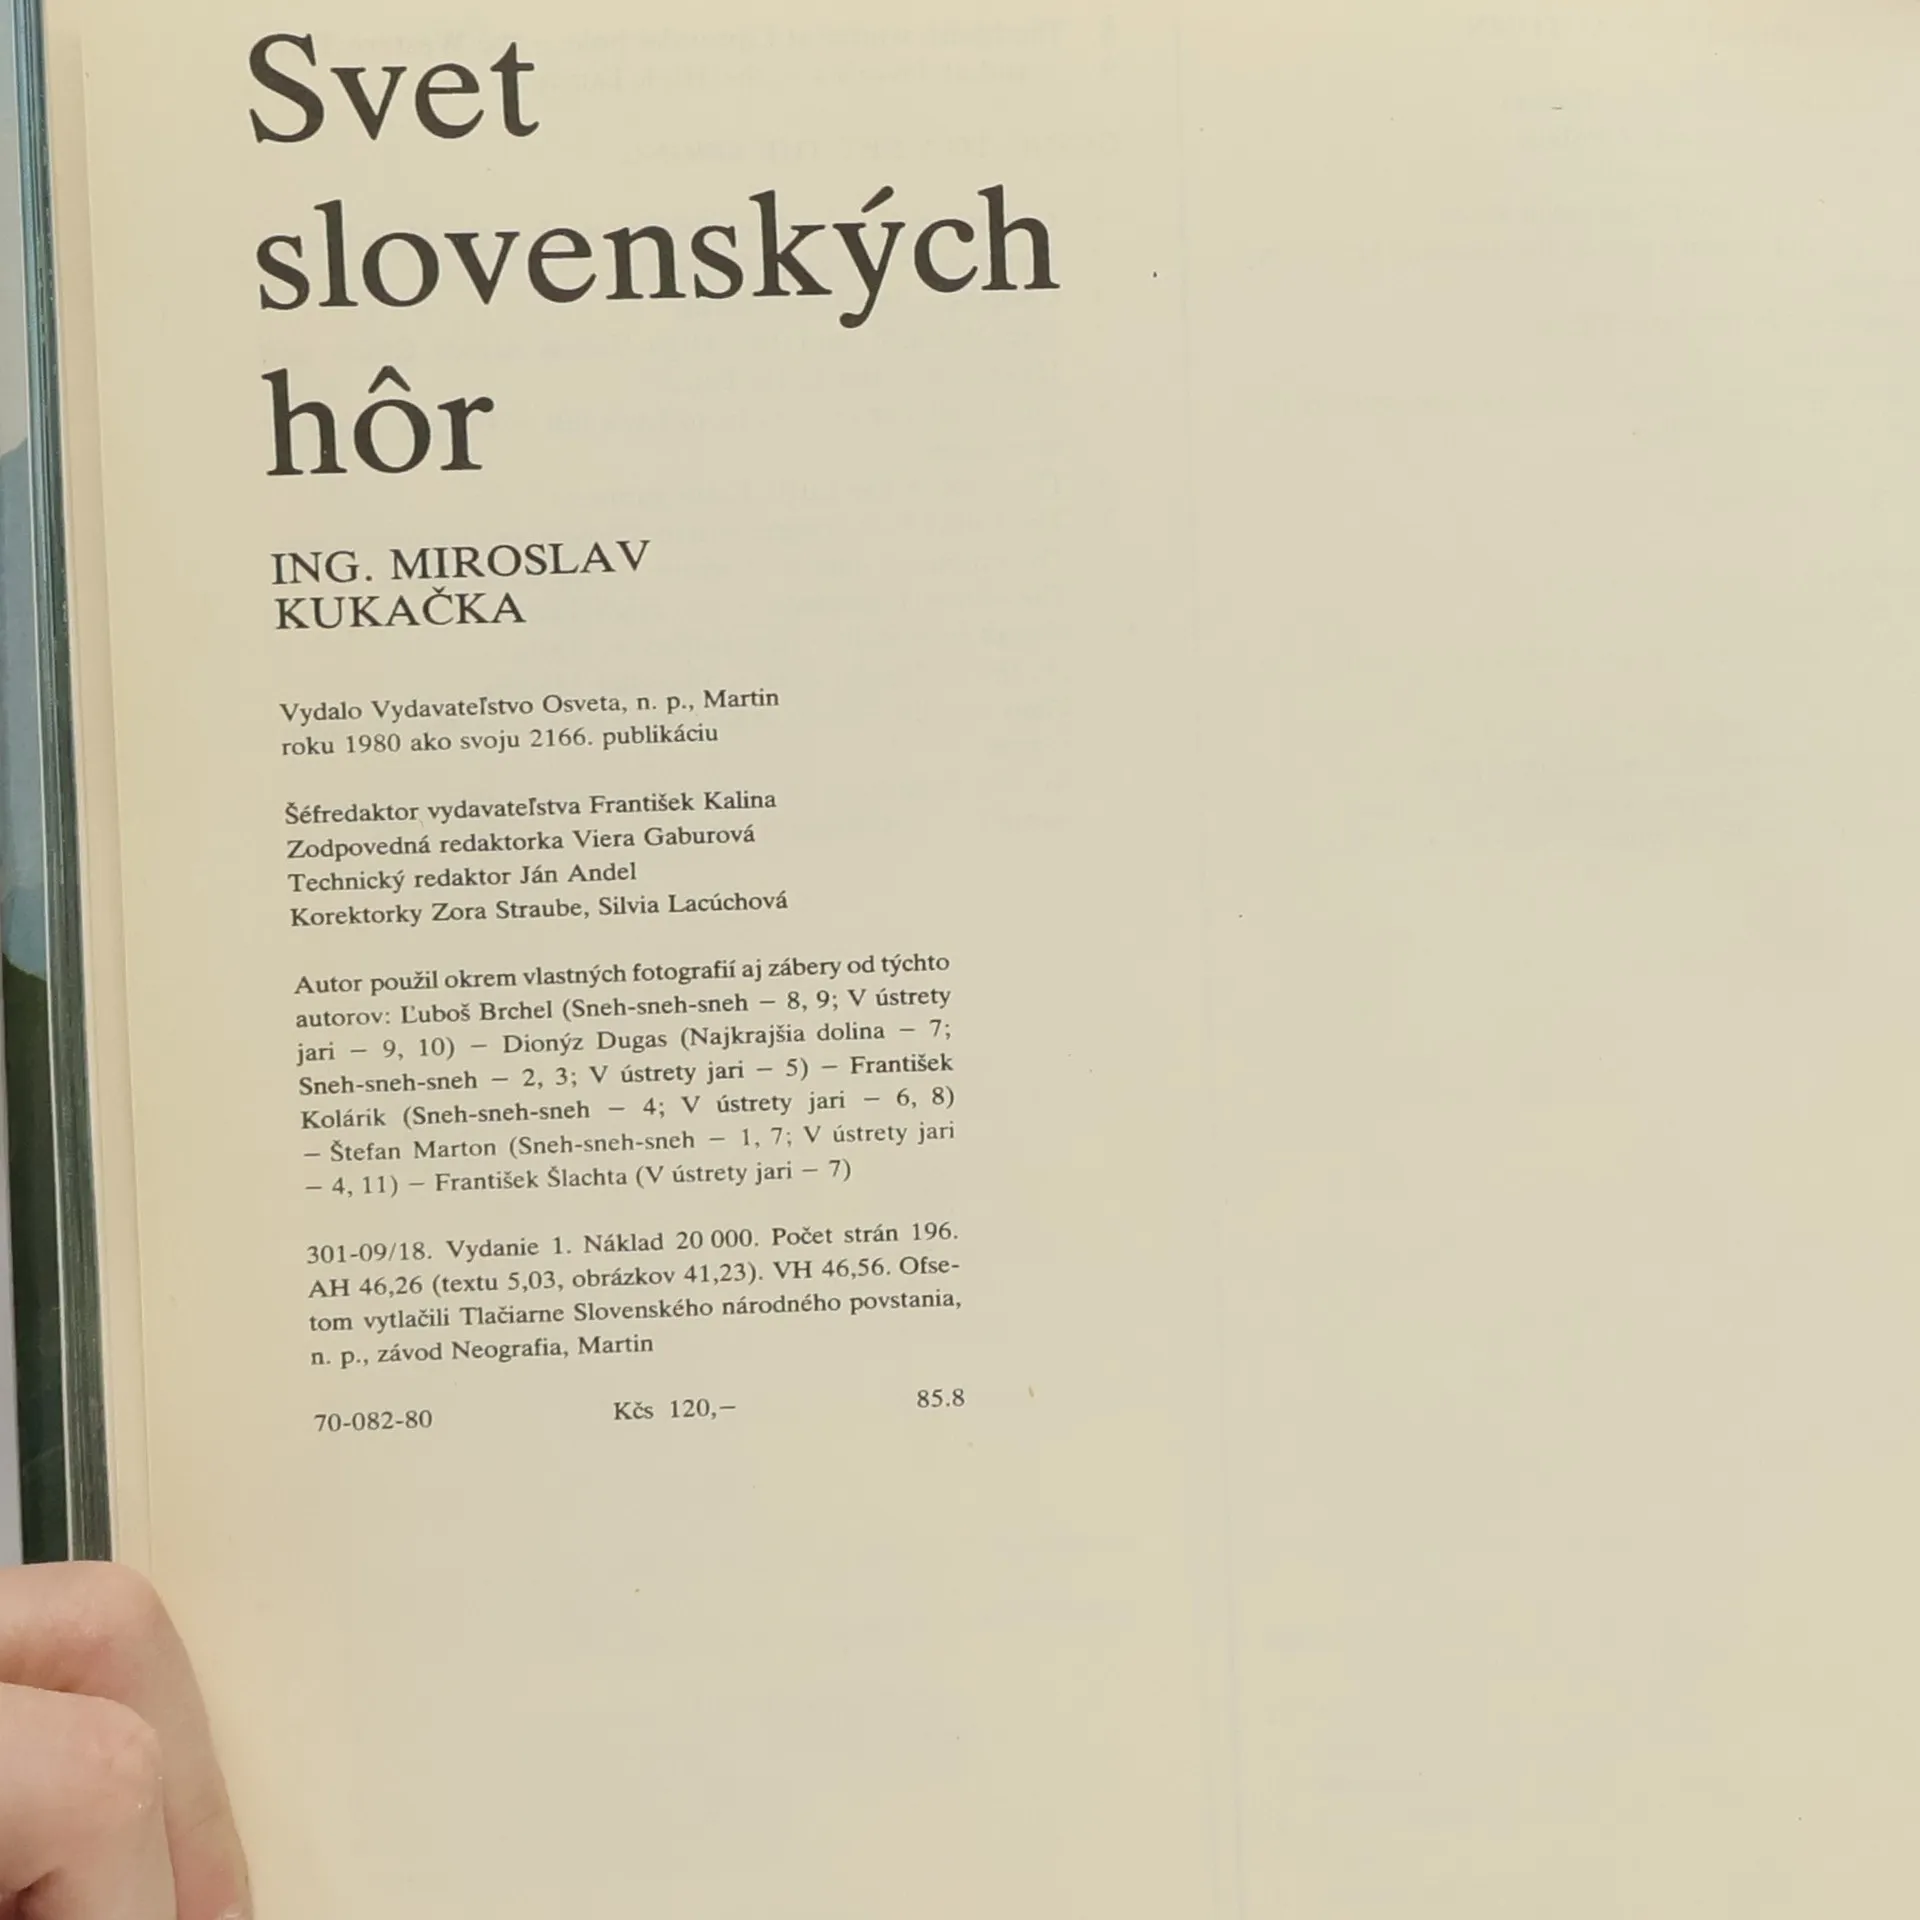 Svet
slovenských
hôr
ING. MIROSLAV
KUKAČKA
Vydalo Vydavateľstvo Osveta, n. p., Martin
roku 1980 ako svoju 2166. publikáciu
Šéfredaktor vydavateľstva František Kalina
Zodpovedná redaktorka Viera Gaburová
Technický redaktor Ján Andel
Korektorky Zora Straube, Silvia Lacúchová
Autor použil okrem vlastných fotografií aj zábery od týchto
autorov: Ľuboš Brchel (Sneh-sneh-sneh – 8, 9; V ústrety
jari – 9, 10) – Dionýz Dugas (Najkrajšia dolina – 7;
Sneh-sneh-sneh – 2, 3; V ústrety jari – 5) – František
Kolárik (Sneh-sneh-sneh – 4; V ústrety jari – 6, 8)
– Štefan Marton (Sneh-sneh-sneh – 1, 7; V ústrety jari
– 4, 11) – František Šlachta (V ústrety jari – 7)
301-09/18. Vydanie 1. Náklad 20 000. Počet strán 196.
AH 46,26 (textu 5,03, obrázkov 41,23). VH 46,56. Ofse-
tom vytlačili Tlačiarne Slovenského národného povstania,
n. p., závod Neografia, Martin
70-082-80 Kčs 120,– 85.8